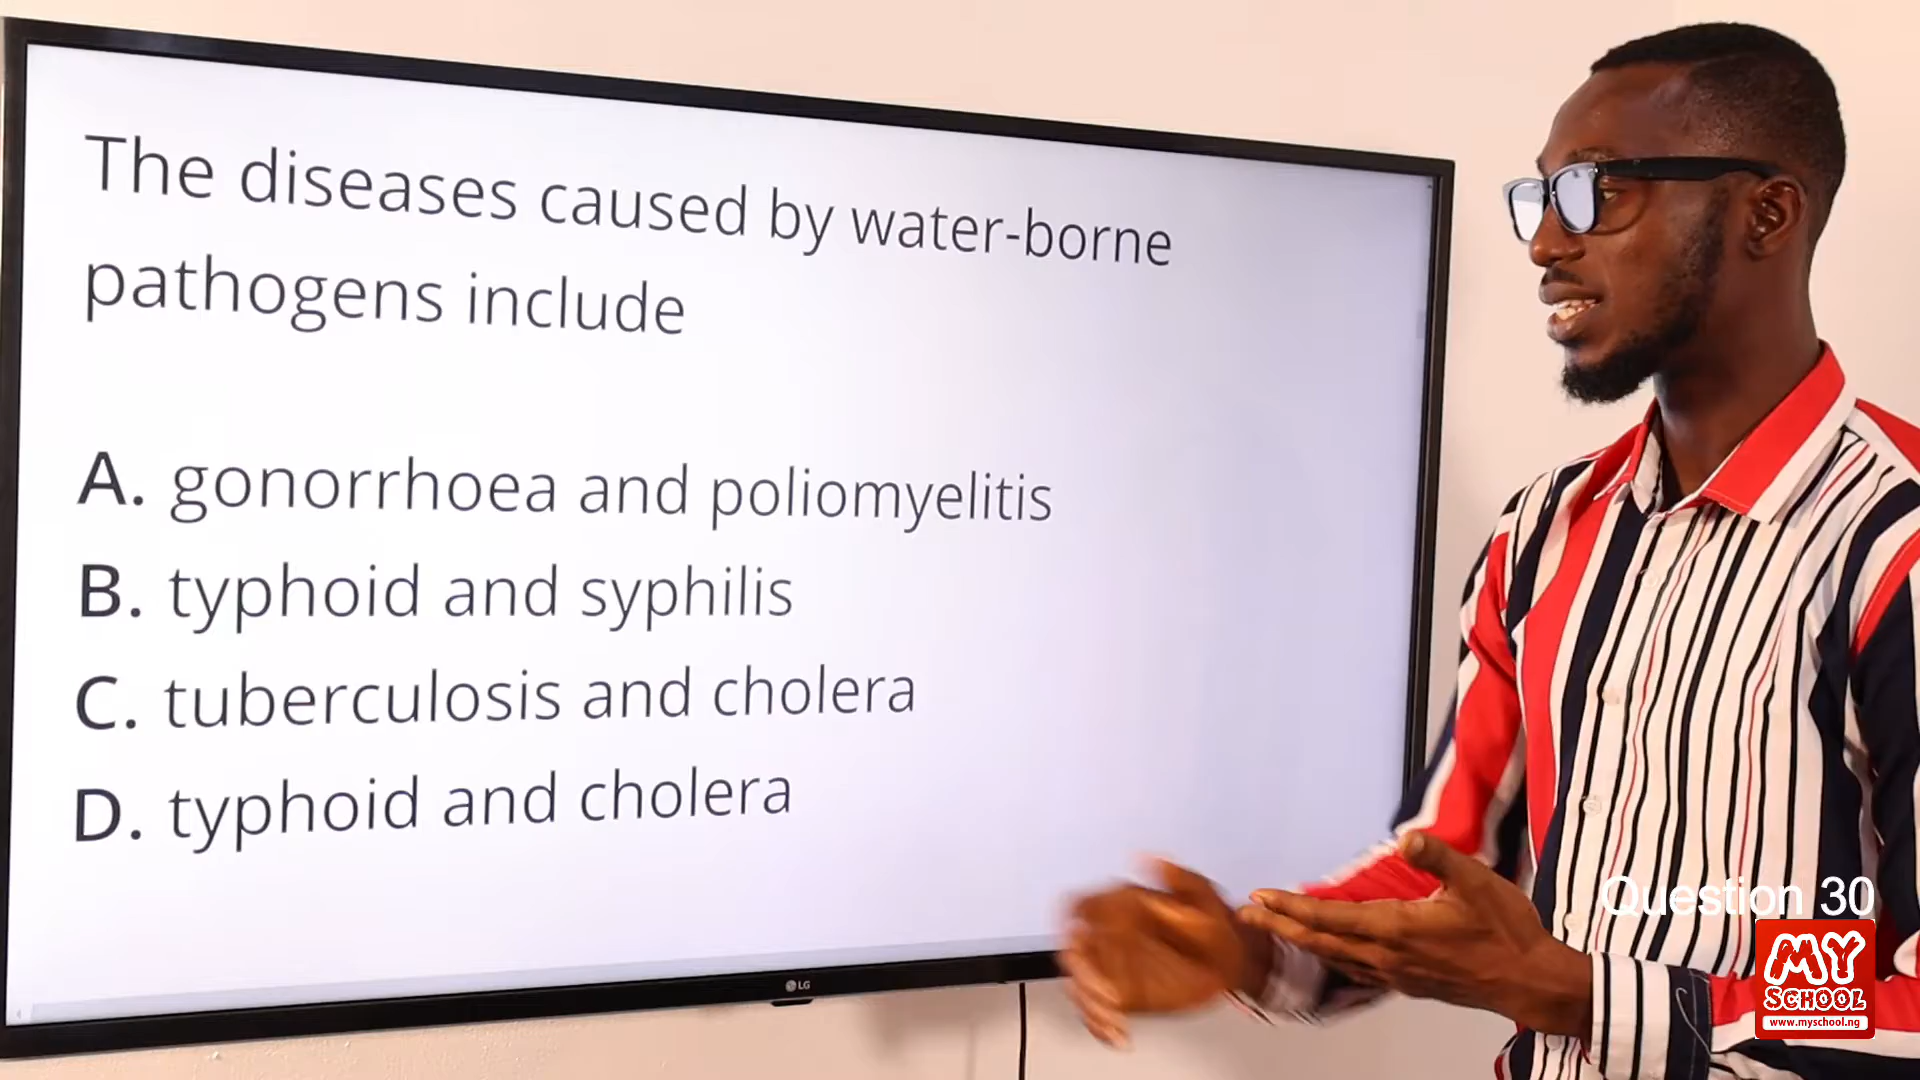 The diseases caused by water-borne
pathogens include
A. gonorrhoea and poliomyelitis
B. typhoid and syphilis
C. tuberculosis and cholera
D. typhoid and cholera
LG
Question 30
MY
SCHOOL
www.myschool.ng